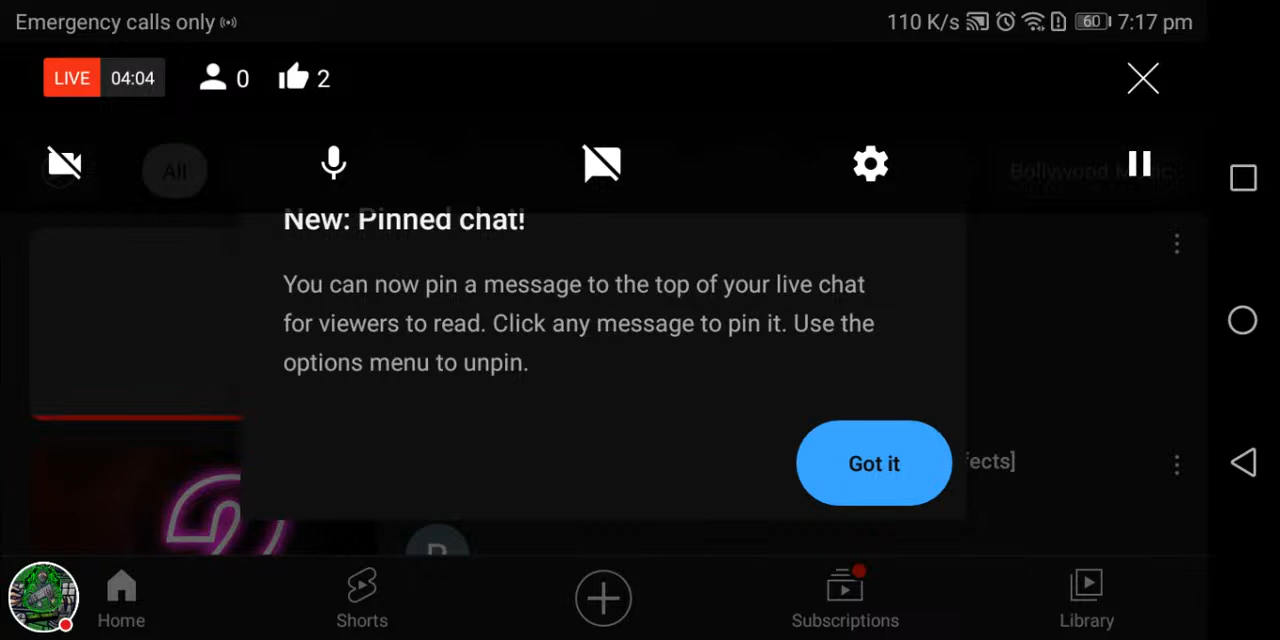 Emergency calls only
110 K/s 60 7:17 pm
LIVE 04:04 0 2
All
Bollywood M
New: Pinned chat!
You can now pin a message to the top of your live chat
for viewers to read. Click any message to pin it. Use the
options menu to unpin.
Got it
fects]
Home
Shorts
Subscriptions
Library